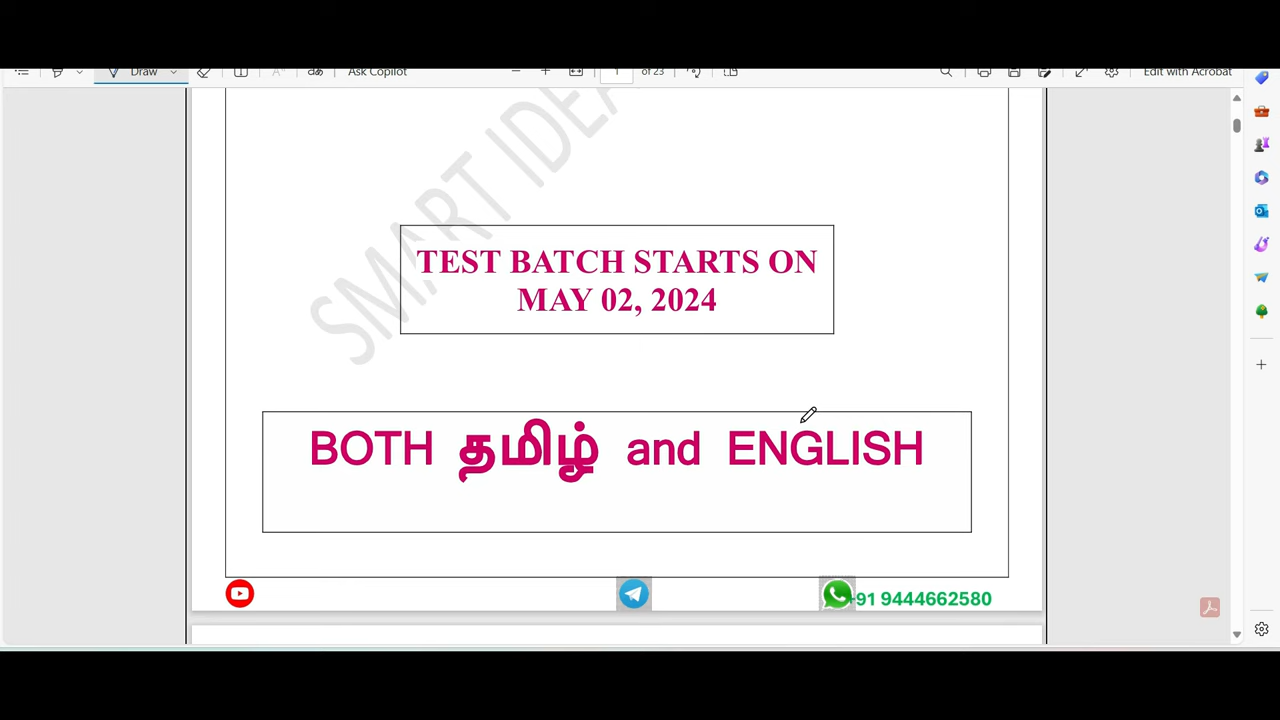 Draw
Ask Copilot
1 of 23
Edit with Acrobat
SMART IDEA
TEST BATCH STARTS ON
MAY 02, 2024
BOTH தமிழ் and ENGLISH
+91 9444662580